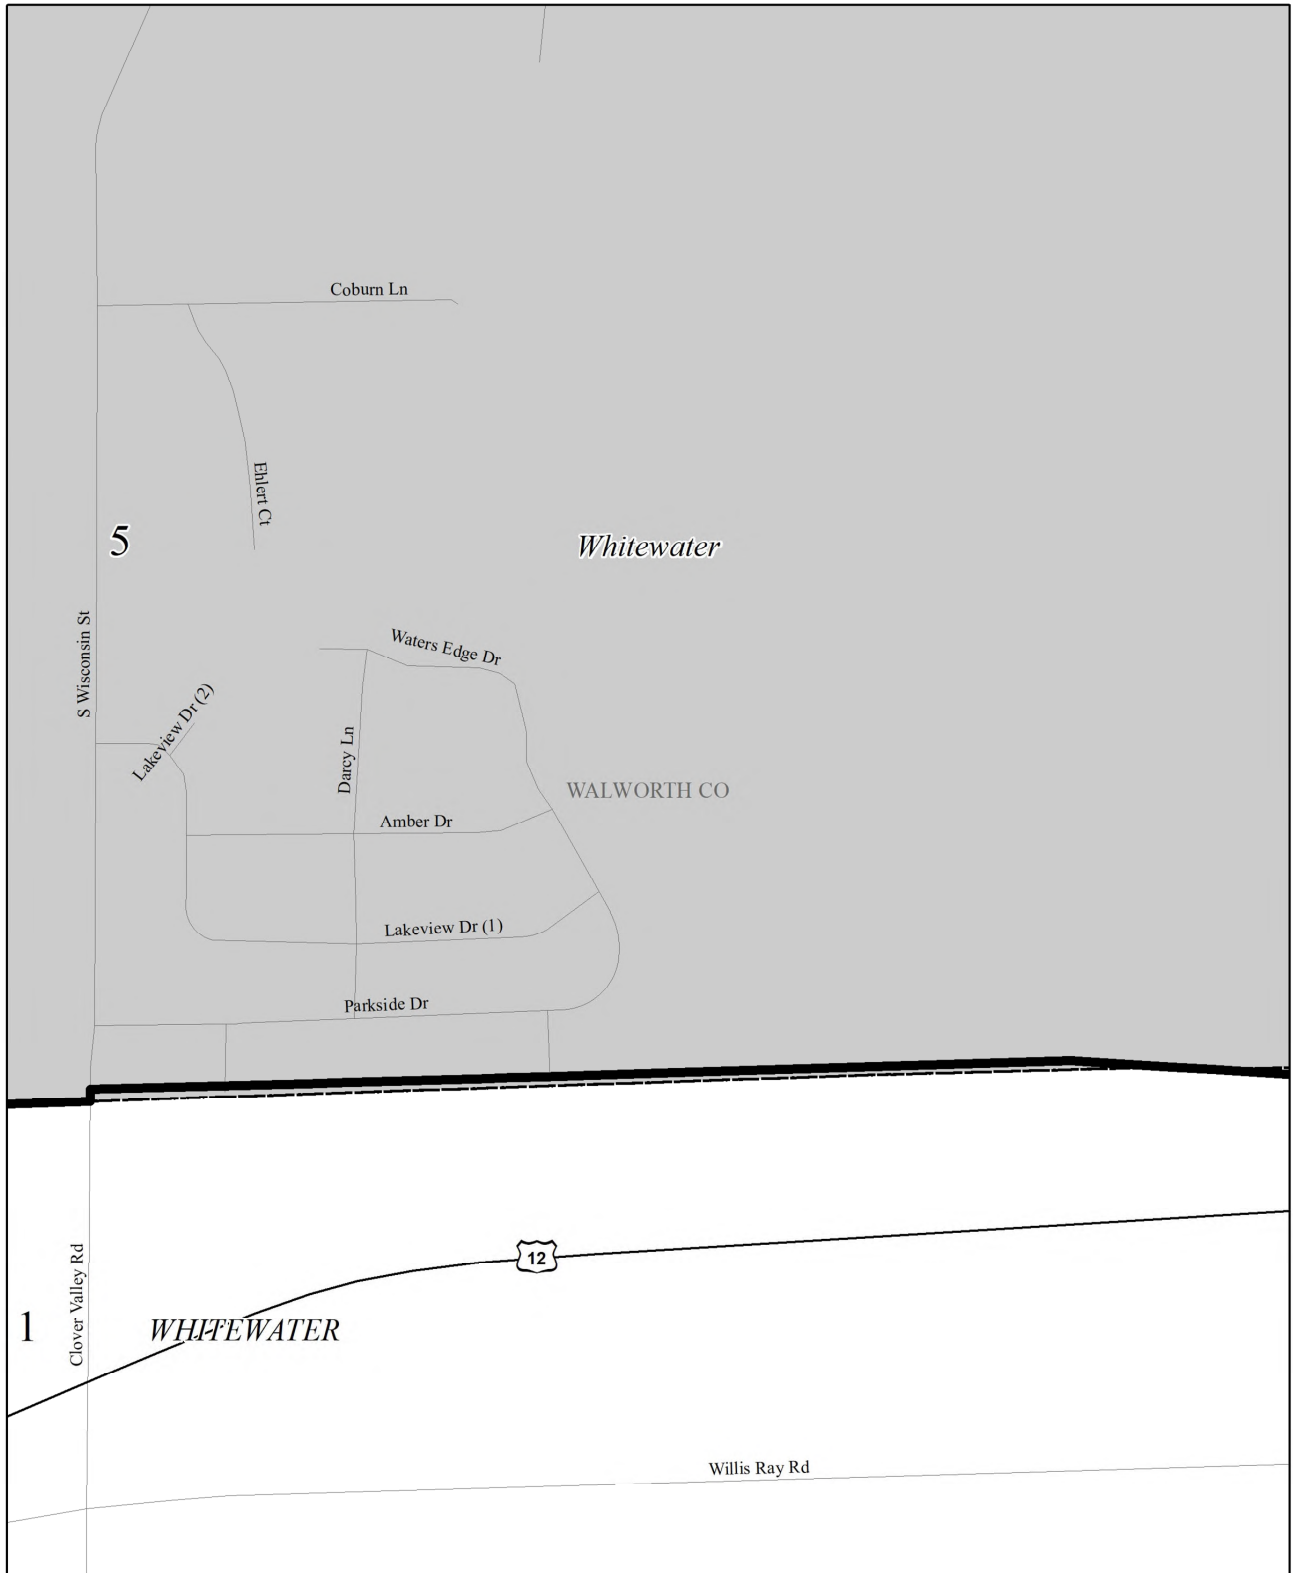 Coburn Ln
Ehlert Ct
5
Whitewater
S Wisconsin St
Waters Edge Dr
Lakeview Dr (2)
Darcy Ln
WALWORTH CO
Amber Dr
Lakeview Dr (1)
Parkside Dr
12
Clover Valley Rd
1
WHITEWATER
Willis Ray Rd